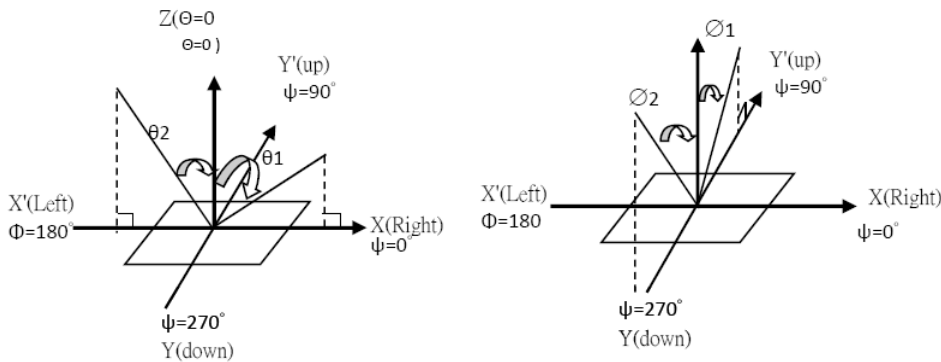 Z(Θ=0
Θ=0 )
Y'(up)
ψ=90°
θ2
θ1
X'(Left)
Φ=180°
X(Right)
ψ=0°
ψ=270°
Y(down)
∅1
Y'(up)
ψ=90°
∅2
X'(Left)
Φ=180
X(Right)
ψ=0°
ψ=270°
Y(down)